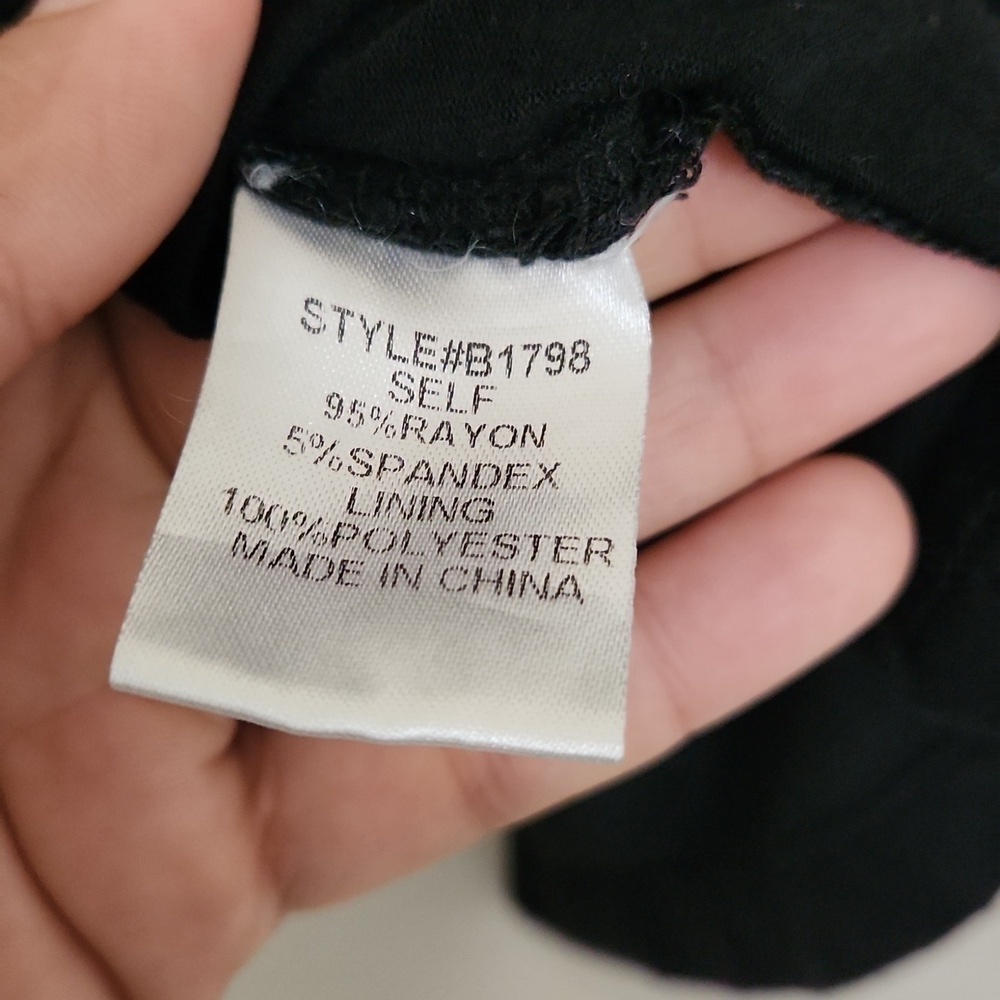 STYLE#B1798
SELF
95%RAYON
5%SPANDEX
LINING
100%POLYESTER
MADE IN CHINA